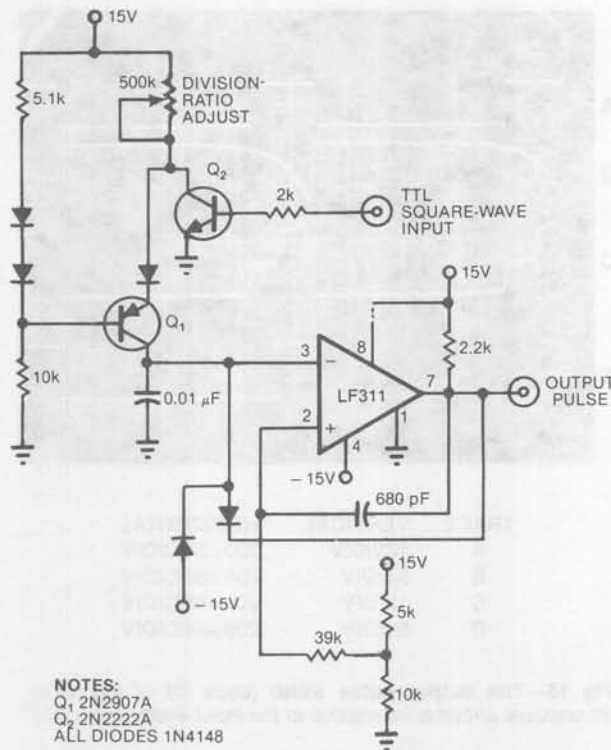 15V
5.1k
500k
DIVISION-
RATIO
ADJUST
Q2
2k
TTL
SQUARE-WAVE
INPUT
15V
Q1
10k
0.01 µF
3
8
2.2k
LF311
7
OUTPUT
PULSE
2
1
4
– 15V
680 pF
15V
– 15V
5k
39k
10k
NOTES:
Q1 2N2907A
Q2 2N2222A
ALL DIODES 1N4148